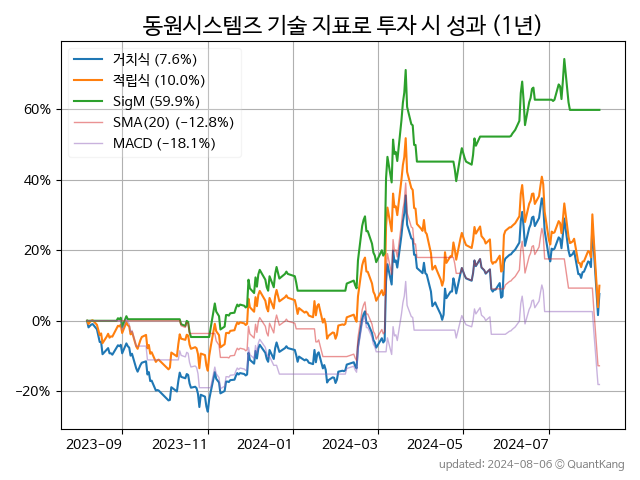 동원시스템즈 기술 지표로 투자 시 성과 (1년)
거치식 (7.6%)
적립식 (10.0%)
SigM (59.9%)
SMA(20) (−12.8%)
MACD (−18.1%)
60%
40%
20%
0%
−20%
2023-09 2023-11 2024-01 2024-03 2024-05 2024-07
updated: 2024-08-06 © QuantKang